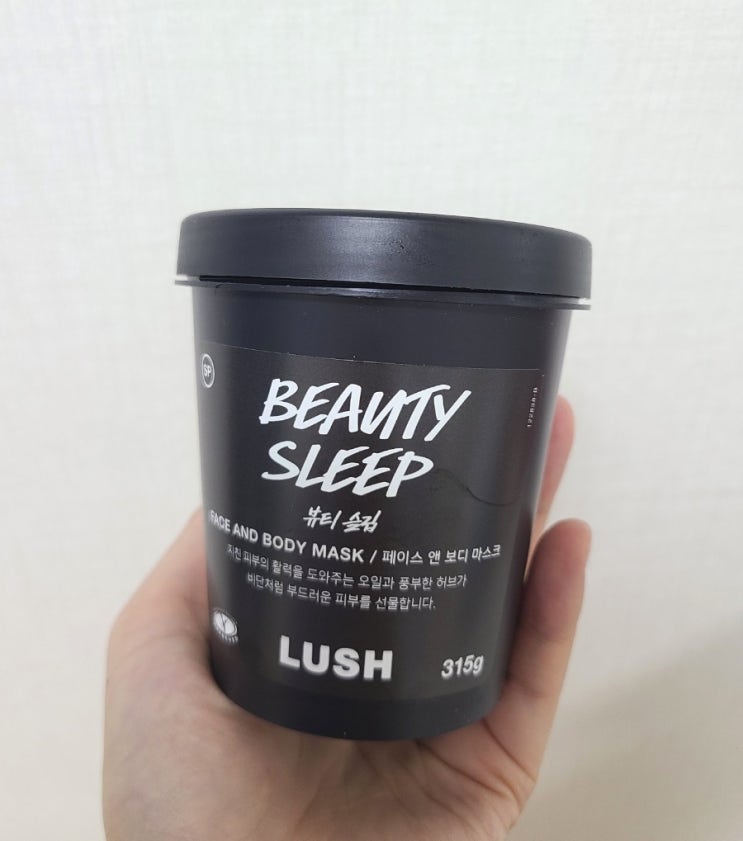 SP
122898-B
BEAUTY
SLEEP
뷰티 슬립
FACE AND BODY MASK / 페이스 앤 보디 마스크
지친 피부의 활력을 도와주는 오일과 풍부한 허브가
비단처럼 부드러운 피부를 선물합니다.
LUSH
315g